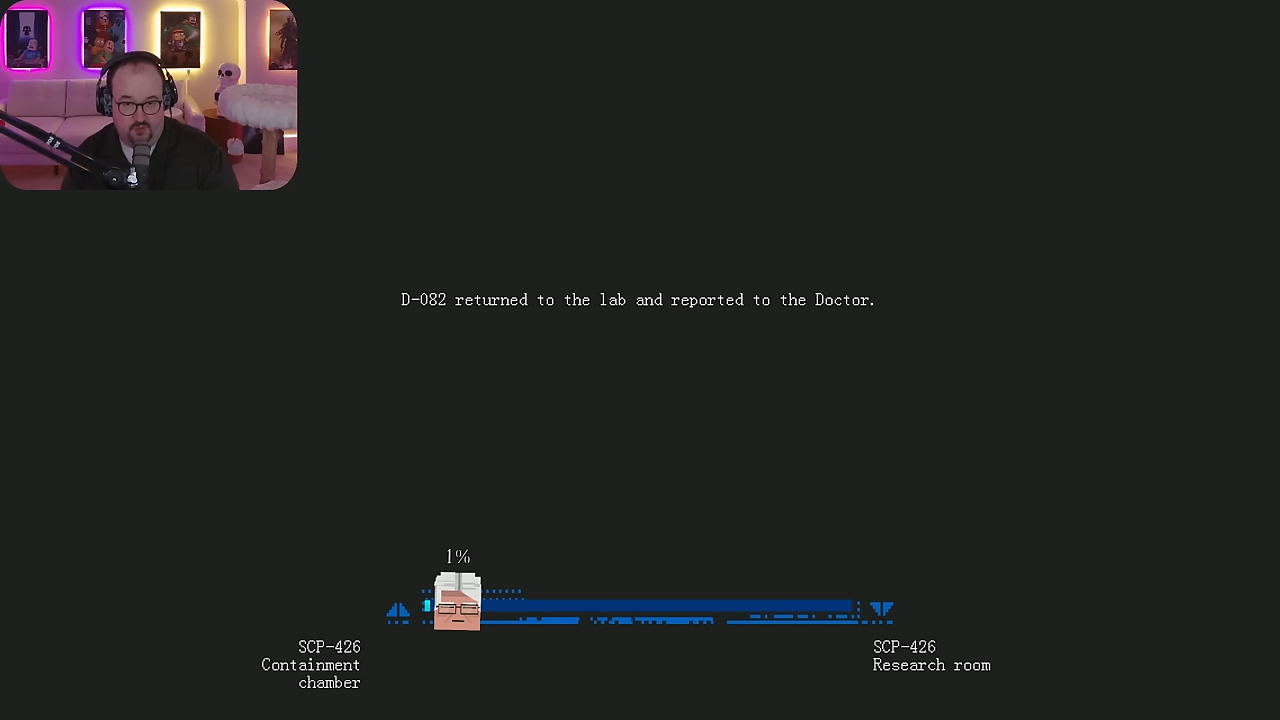 D-082 returned to the lab and reported to the Doctor.
1%
SCP-426
Containment
chamber
SCP-426
Research room